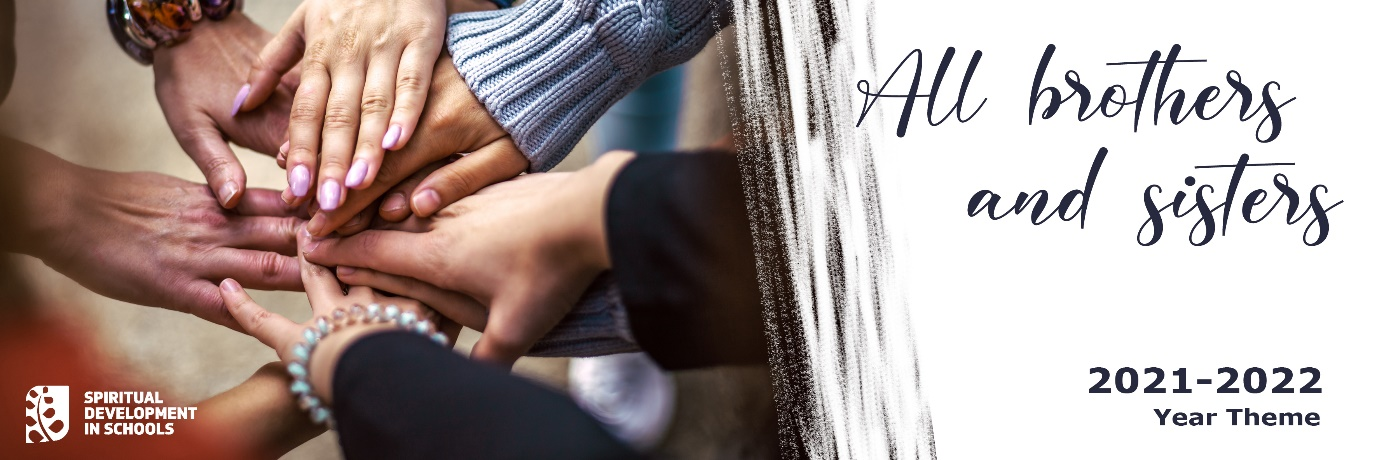 All brothers
and sisters
2021-2022
Year Theme
SPIRITUAL
DEVELOPMENT
IN SCHOOLS